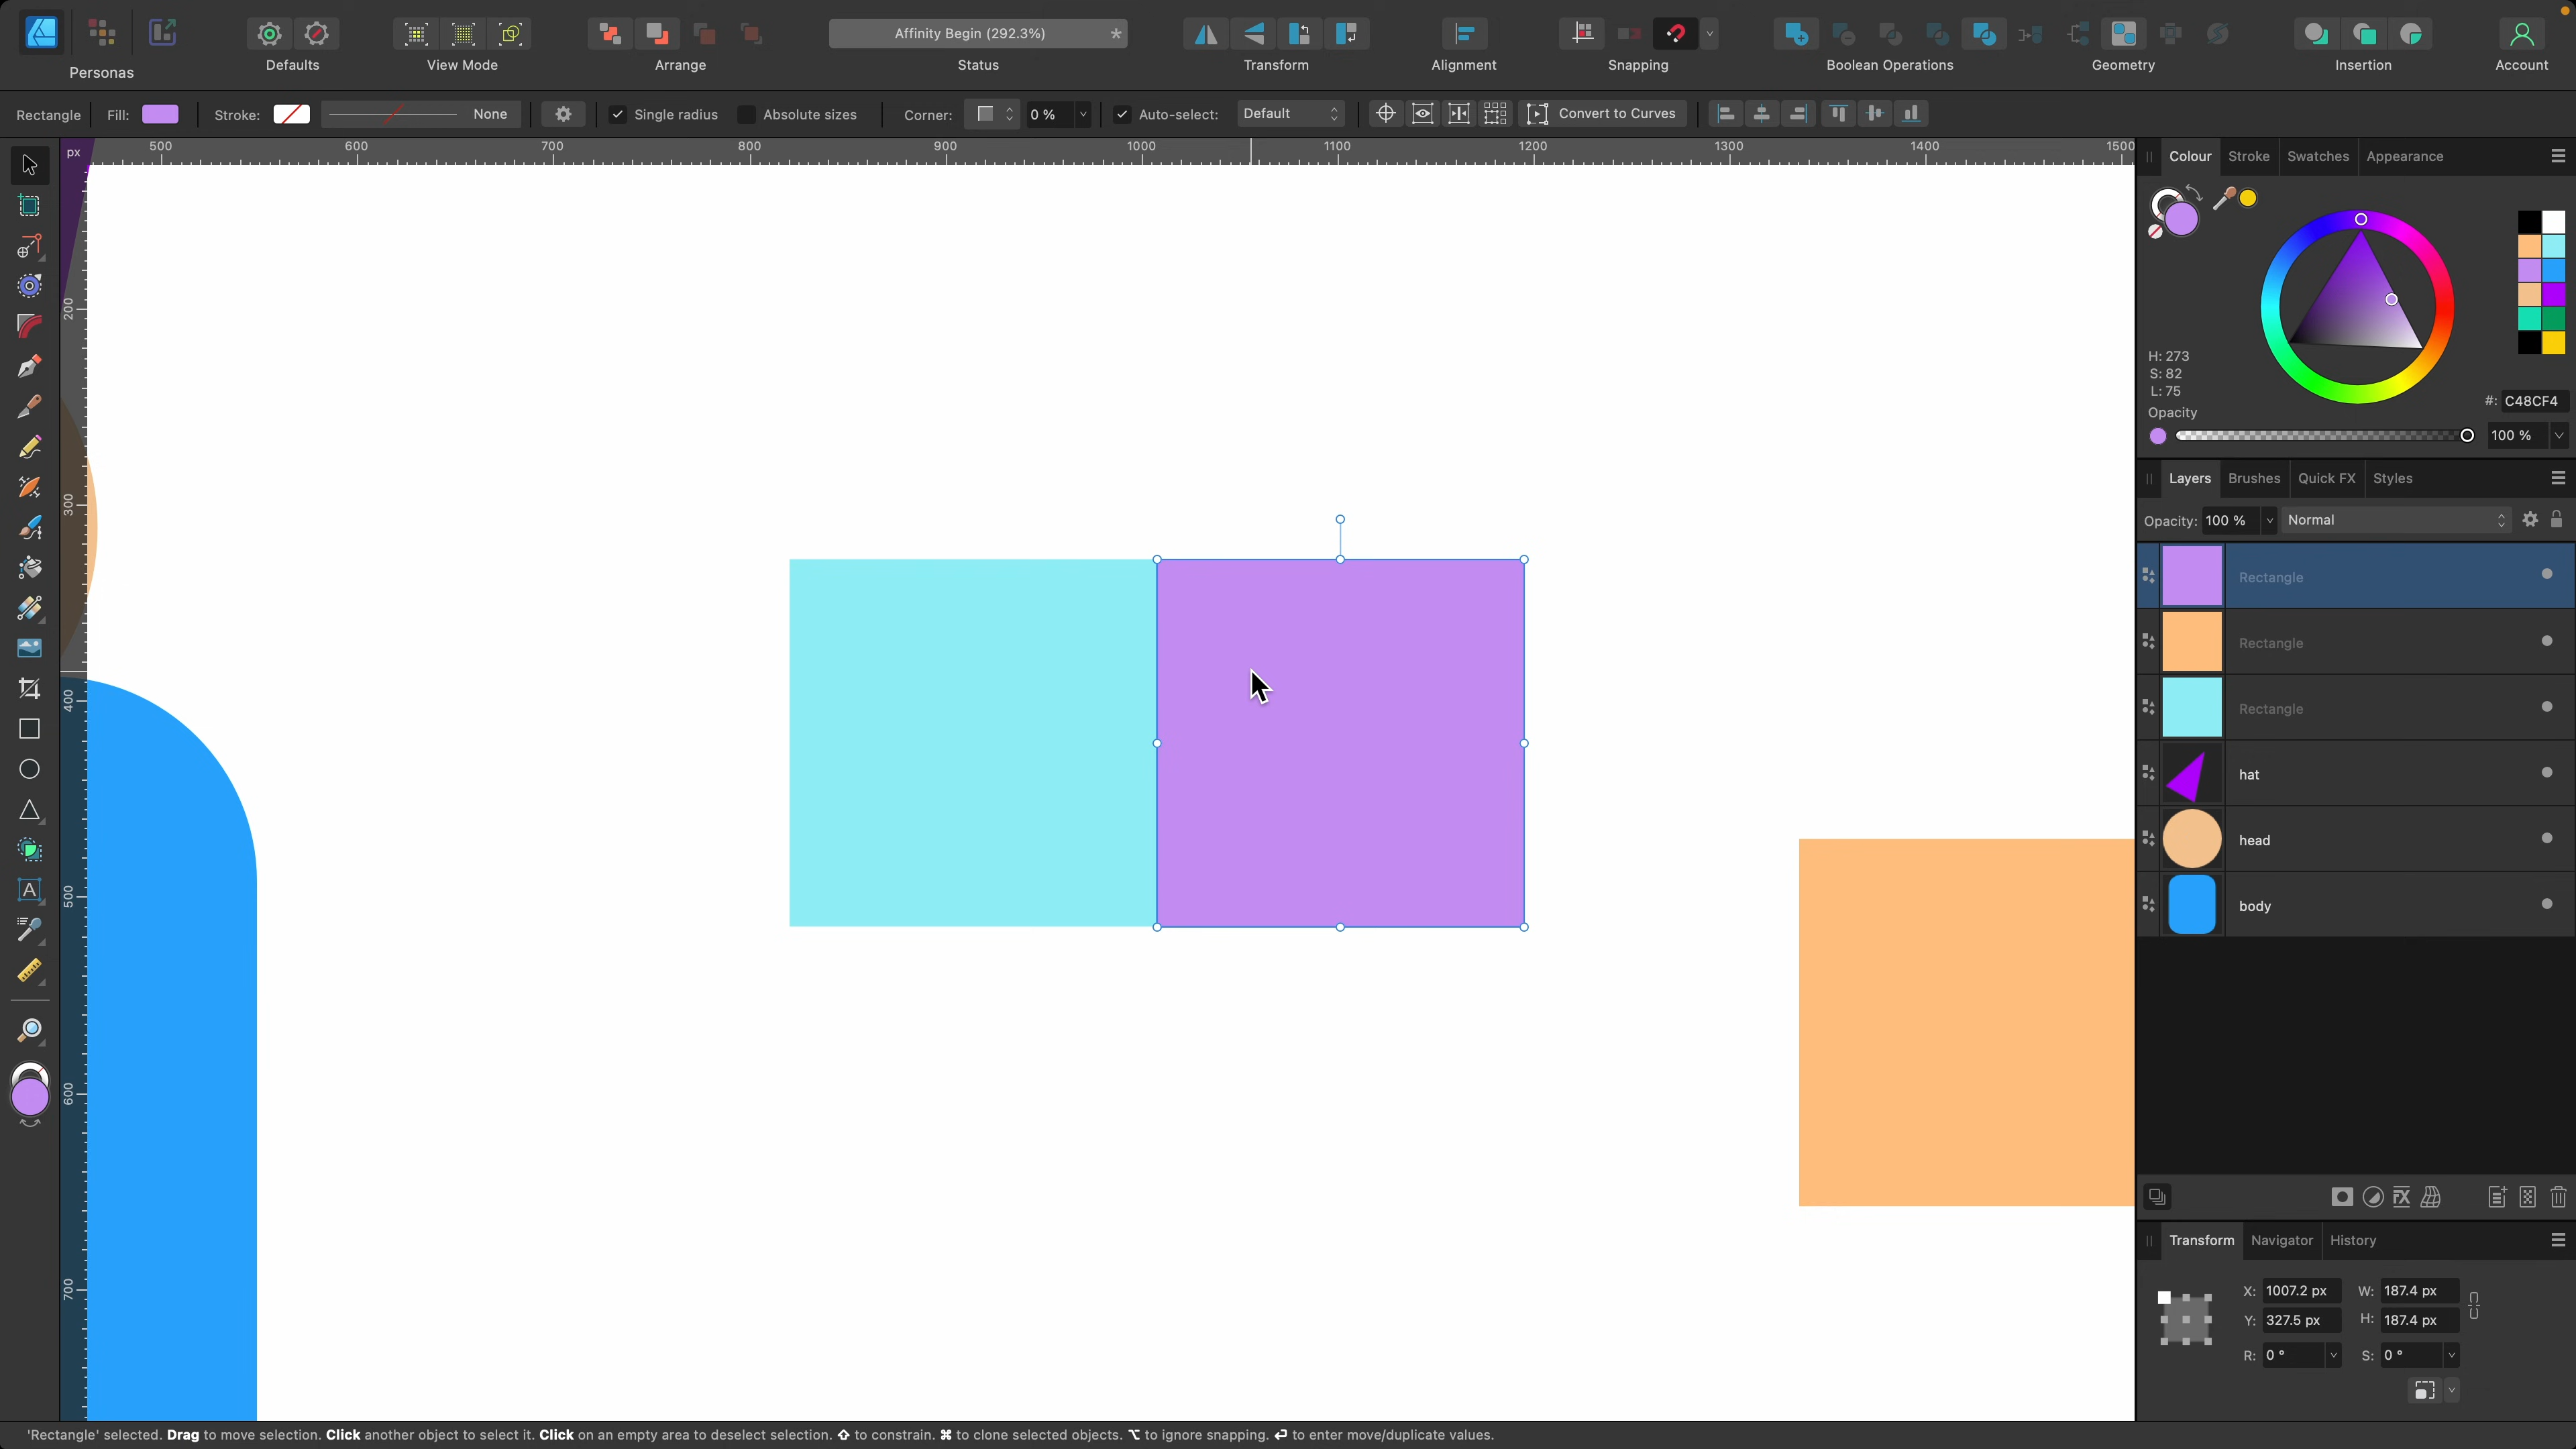 Personas
Defaults
View Mode
Arrange
Affinity Begin (292.3%)
*
Status
Transform
Alignment
Snapping
Boolean Operations
Geometry
Insertion
Account
Rectangle
Fill:
Stroke:
None
Single radius
Absolute sizes
Corner:
0 %
Auto-select:
Default
Convert to Curves
px
500
600
700
800
900
1000
1100
1200
1300
1400
1500
200
300
400
500
600
700
Colour
Stroke
Swatches
Appearance
H: 273
S: 82
L: 75
#: C48CF4
Opacity
100 %
Layers
Brushes
Quick FX
Styles
Opacity: 100 %
Normal
Rectangle
Rectangle
Rectangle
hat
head
body
Transform
Navigator
History
X: 1007.2 px W: 187.4 px
Y: 327.5 px H: 187.4 px
R: 0 ° S: 0 °
'Rectangle' selected. Drag to move selection. Click another object to select it. Click on an empty area to deselect selection. ⇧ to constrain. ⌘ to clone selected objects. ⌥ to ignore snapping. ↩ to enter move/duplicate values.